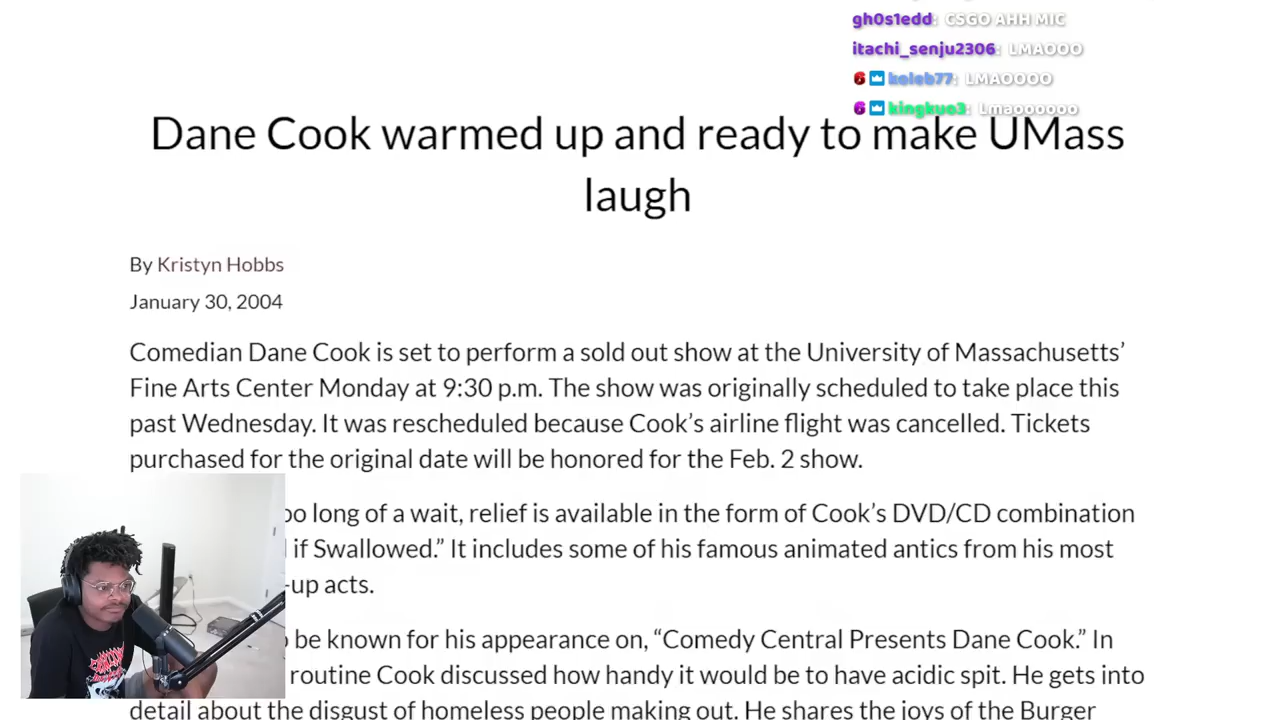 gh0s1edd: CSGO AHH MIC
itachi_senju2306: LMAOOO
keleb77: LMAOOOO
kingkuo3: Lmaoooooo
Dane Cook warmed up and ready to make UMass
laugh
By Kristyn Hobbs
January 30, 2004
Comedian Dane Cook is set to perform a sold out show at the University of Massachusetts’
Fine Arts Center Monday at 9:30 p.m. The show was originally scheduled to take place this
past Wednesday. It was rescheduled because Cook’s airline flight was cancelled. Tickets
purchased for the original date will be honored for the Feb. 2 show.
oo long of a wait, relief is available in the form of Cook’s DVD/CD combination
if Swallowed.” It includes some of his famous animated antics from his most
-up acts.
be known for his appearance on, “Comedy Central Presents Dane Cook.” In
routine Cook discussed how handy it would be to have acidic spit. He gets into
detail about the disgust of homeless people making out. He shares the joys of the Burger